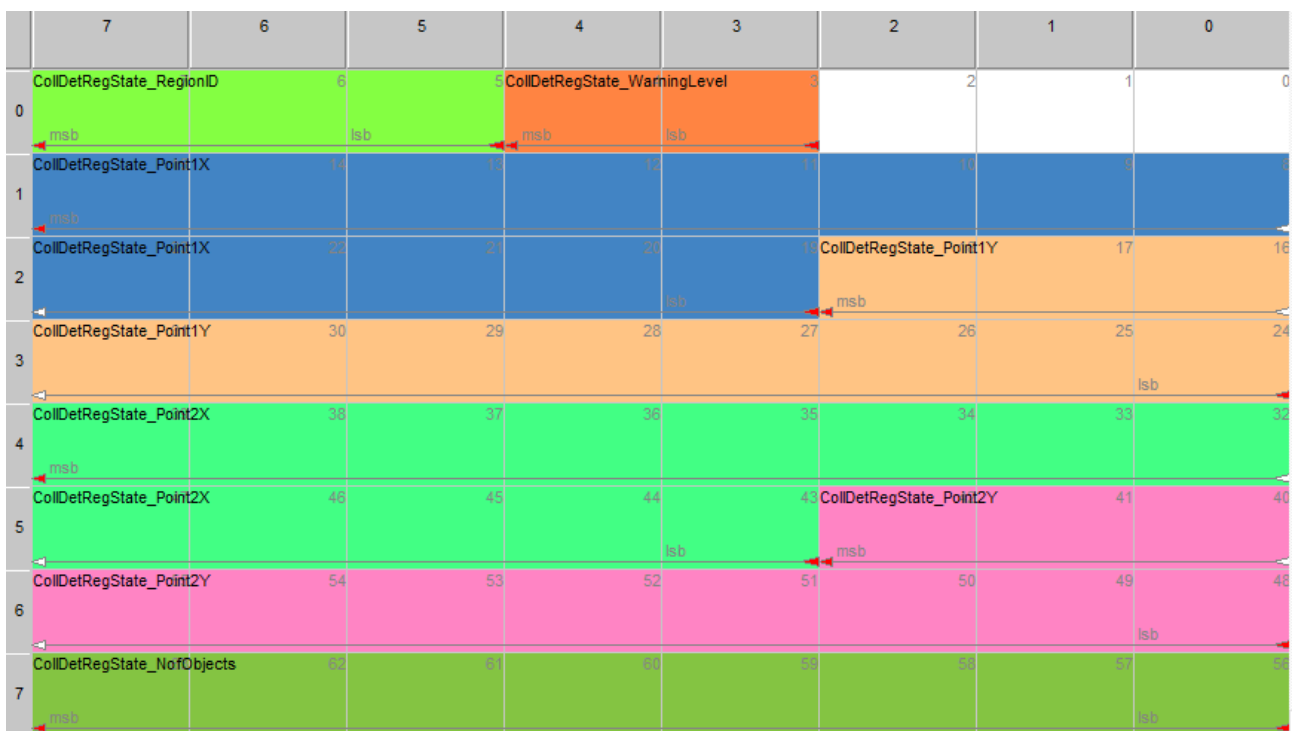 7 6 5 4 3 2 1 0
CollDetRegState_RegionID 6 5 CollDetRegState_WarningLevel 3 2 1 0
0
msb lsb msb lsb
CollDetRegState_Point1X 14 13 12 11 10 9 8
1
msb
CollDetRegState_Point1X 22 21 20 19 CollDetRegState_Point1Y 17 16
2
lsb msb
CollDetRegState_Point1Y 30 29 28 27 26 25 24
3
lsb
CollDetRegState_Point2X 38 37 36 35 34 33 32
4
msb
CollDetRegState_Point2X 46 45 44 43 CollDetRegState_Point2Y 41 40
5
lsb msb
CollDetRegState_Point2Y 54 53 52 51 50 49 48
6
lsb
CollDetRegState_NofObjects 62 61 60 59 58 57 56
7
msb lsb